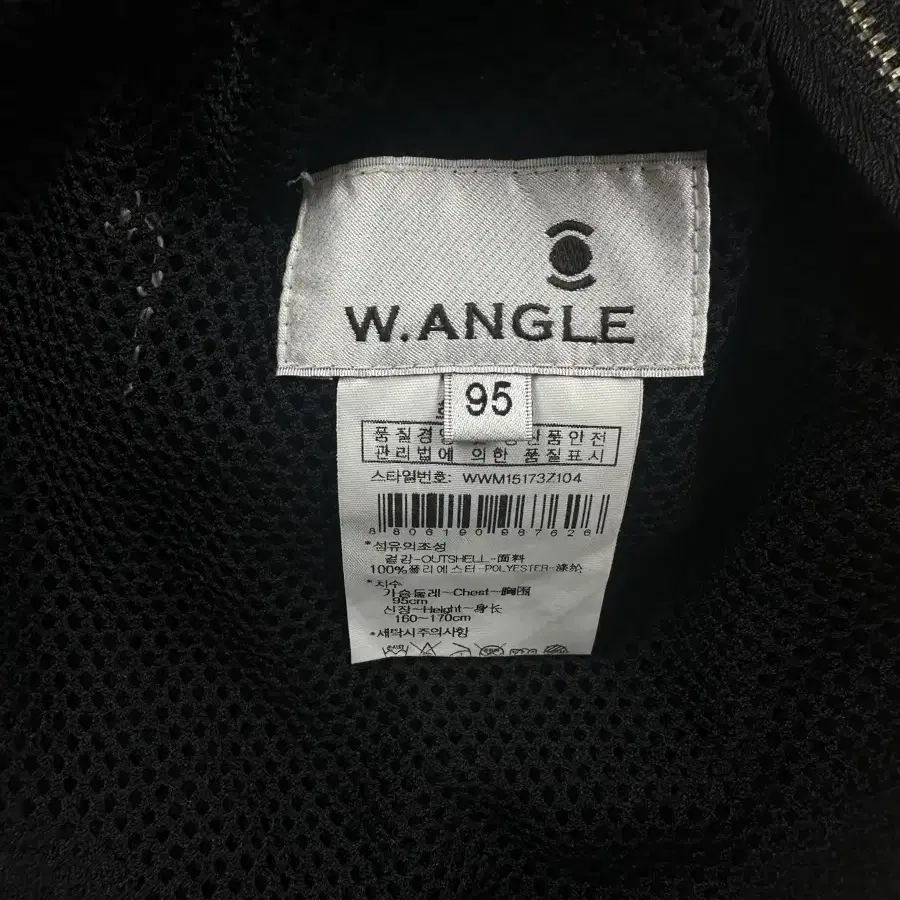 W.ANGLE
95
품질경영 및 공산품안전
관리법에 의한 품질표시
스타일번호: WWM15173Z104
8 806190 967626
*섬유의조성
겉감-OUTSHELL-面料
100%폴리에스터-POLYESTER-涤纶
*치수
가슴둘레~Chest~胸围
95cm
신장~Height~身长
160~170cm
*세탁시주의사항